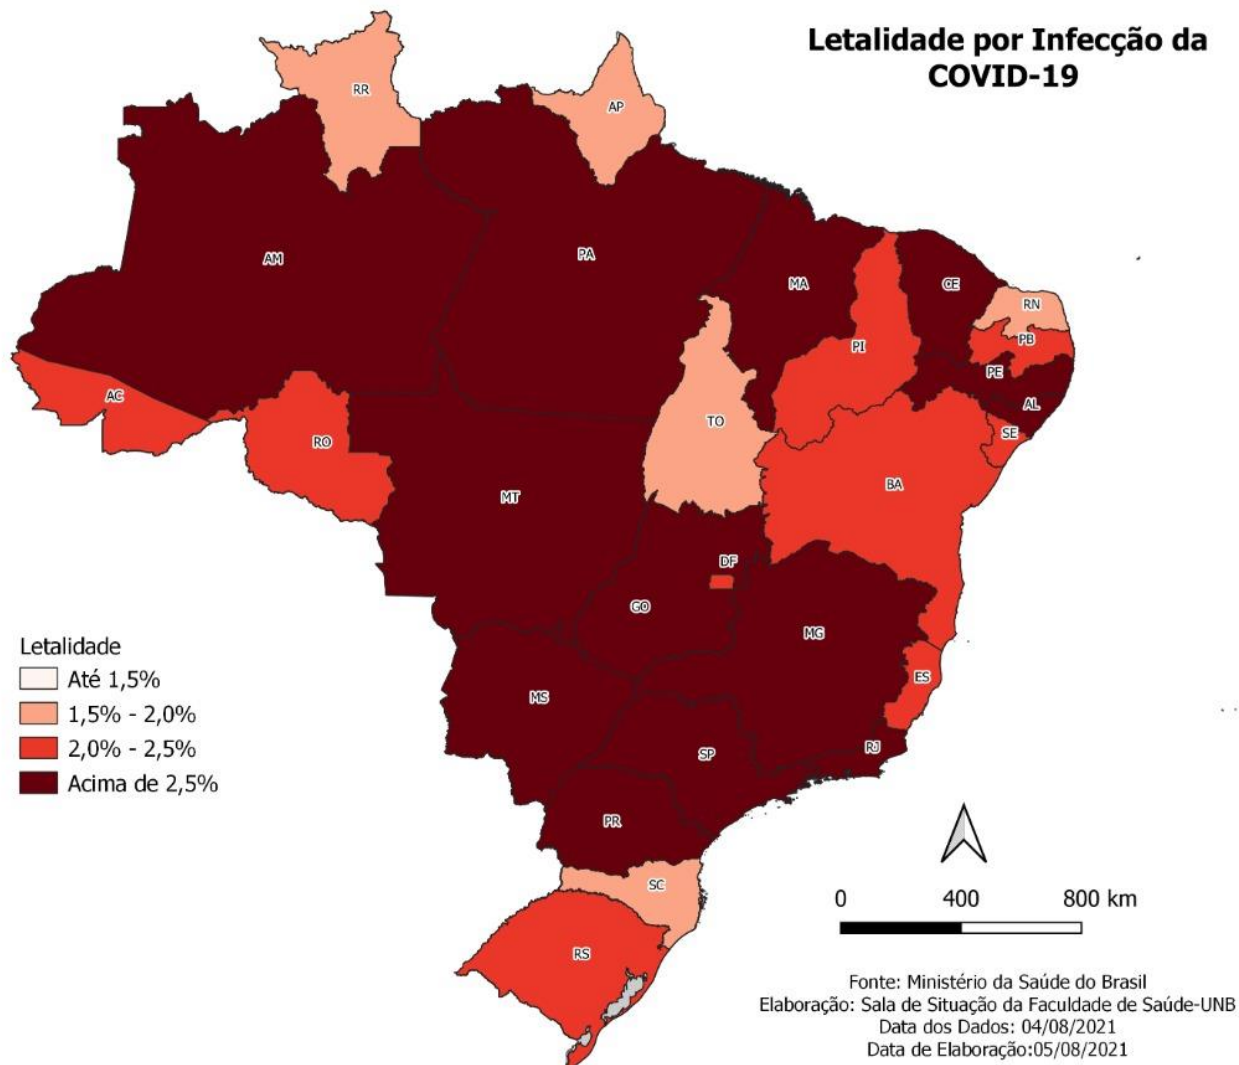 Letalidade por Infecção da
COVID-19
RR
AP
AM
PA
MA
CE
RN
PB
PI
PE
AL
AC
TO
SE
RO
BA
MT
DF
GO
MG
ES
MS
RJ
SP
PR
SC
RS
Letalidade
Até 1,5%
1,5% - 2,0%
2,0% - 2,5%
Acima de 2,5%
0 400 800 km
Fonte: Ministério da Saúde do Brasil
Elaboração: Sala de Situação da Faculdade de Saúde-UNB
Data dos Dados: 04/08/2021
Data de Elaboração:05/08/2021